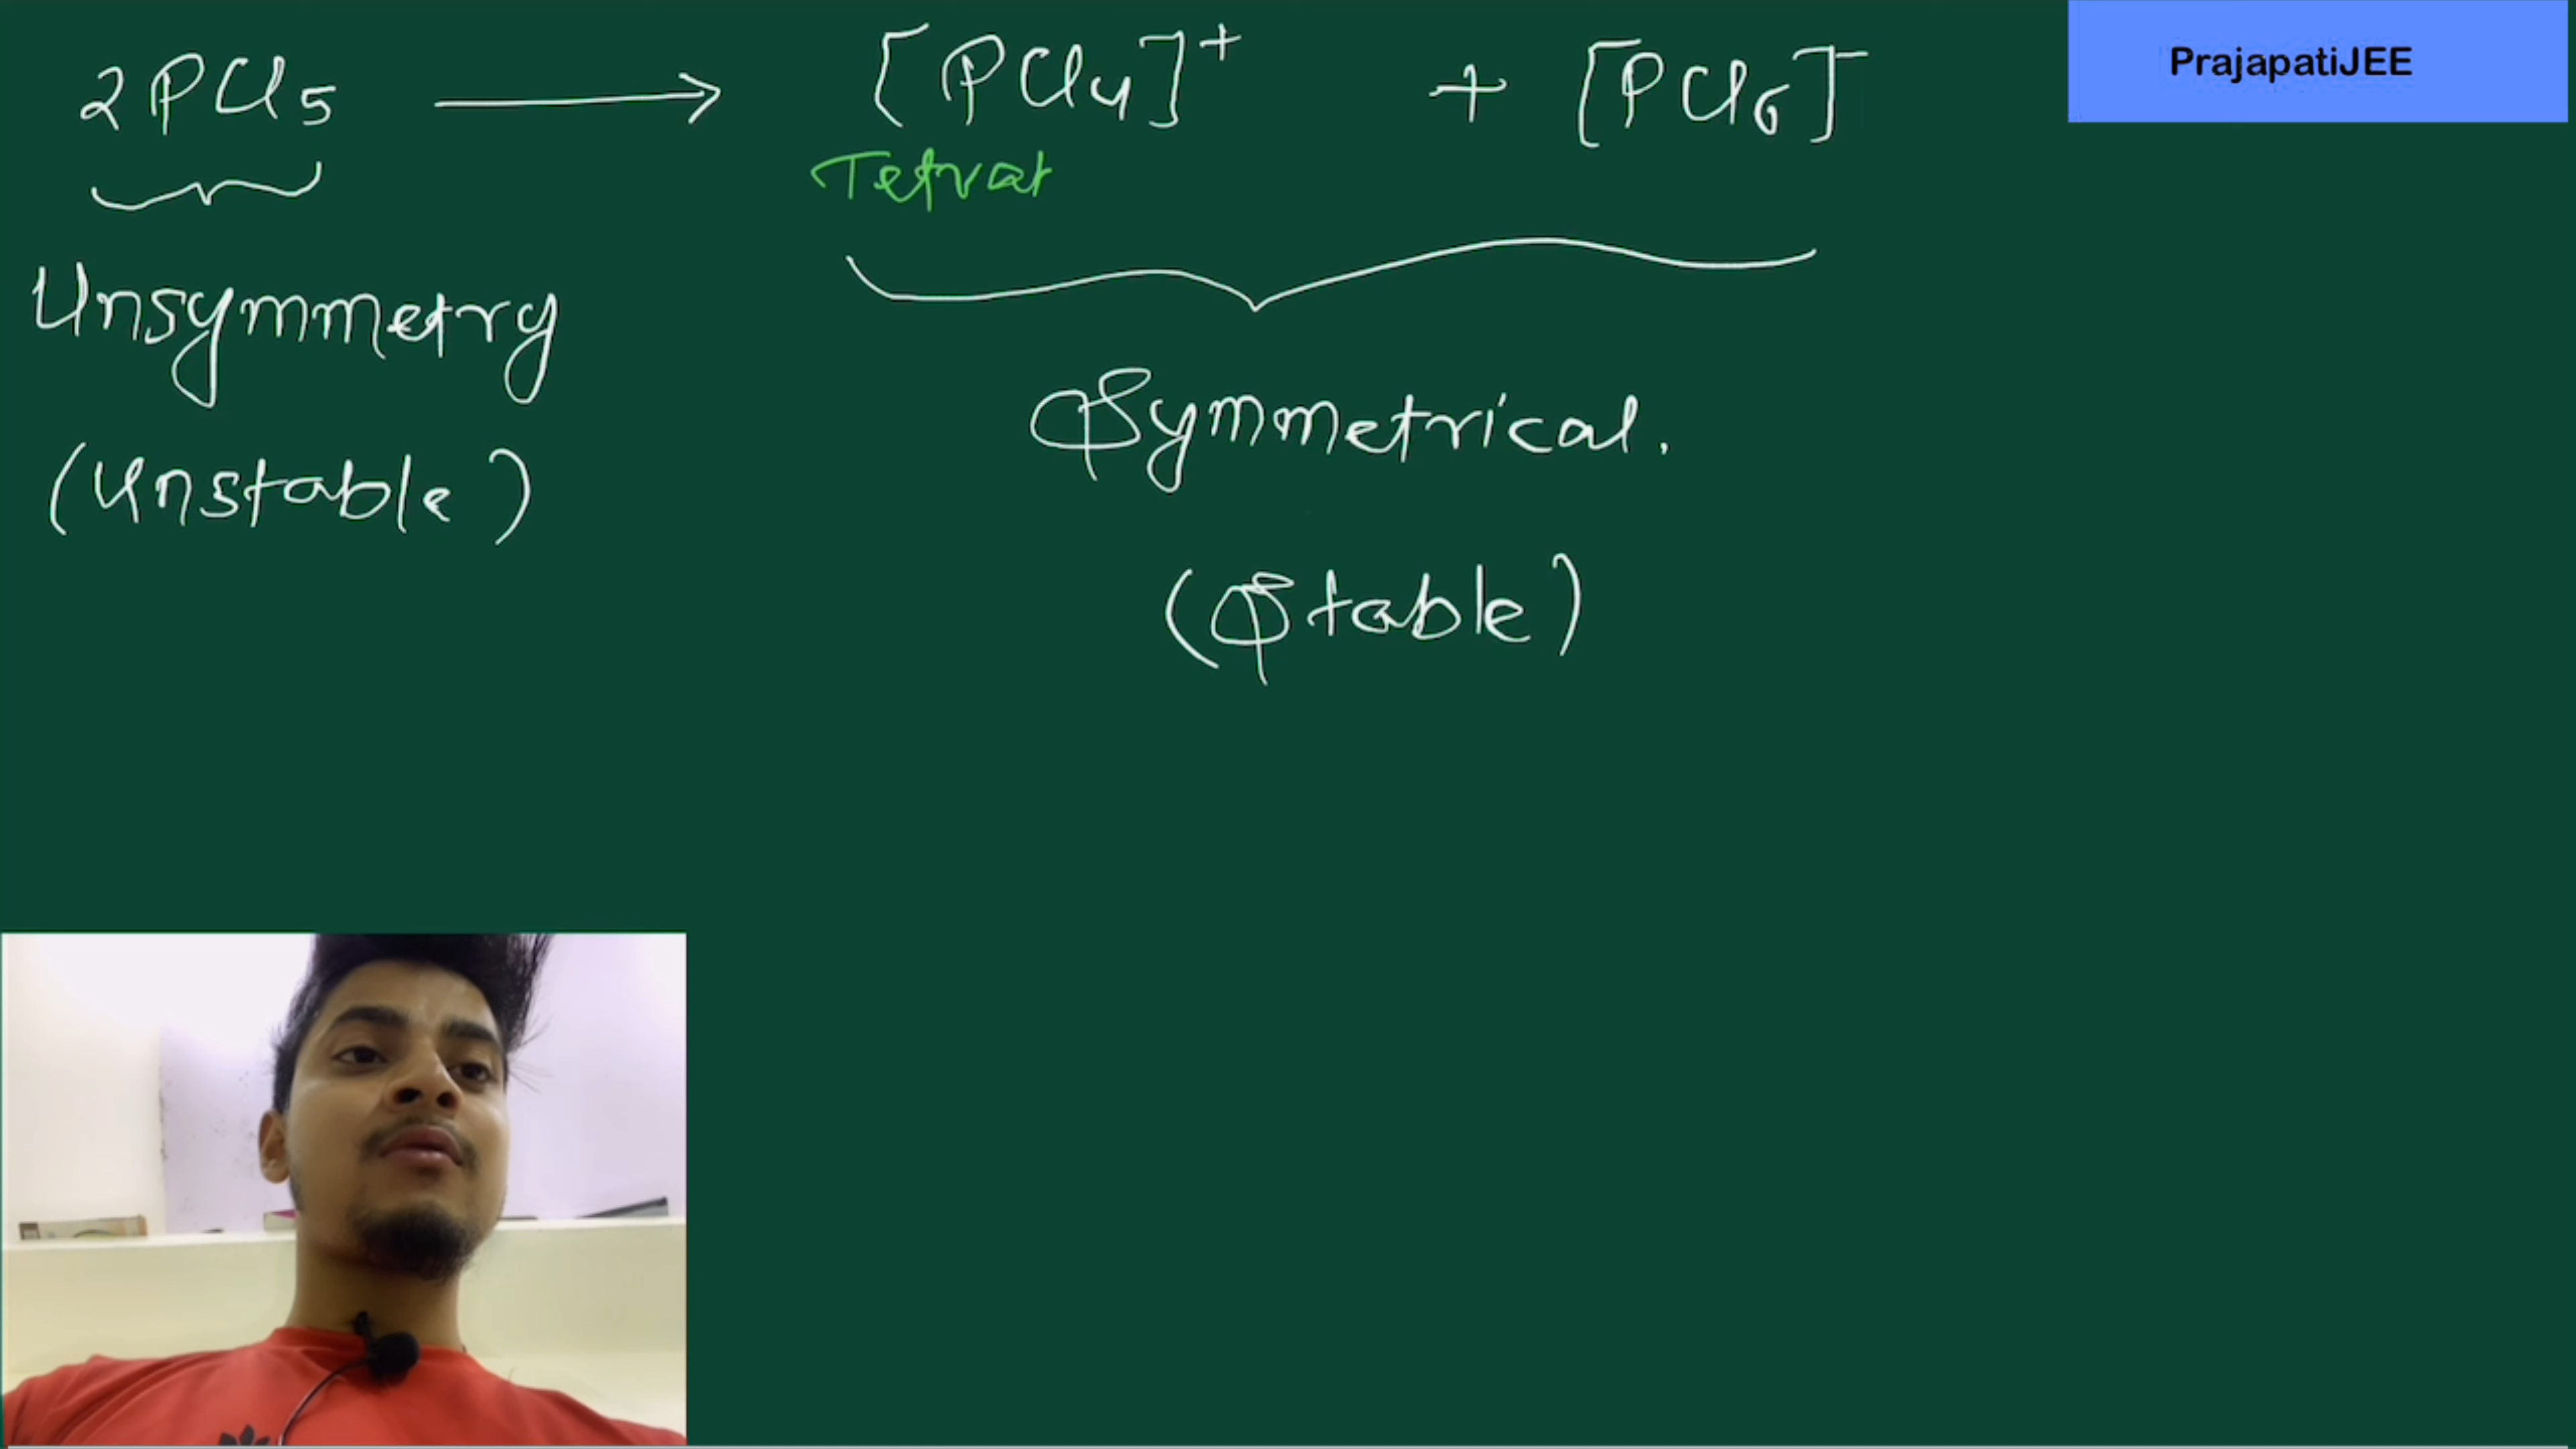 2PCl5 ⟶ [PCl4]+ + [PCl6]-
PrajapatiJEE
Tetrat
Unsymmetry
Symmetrical.
(Unstable)
(Stable)